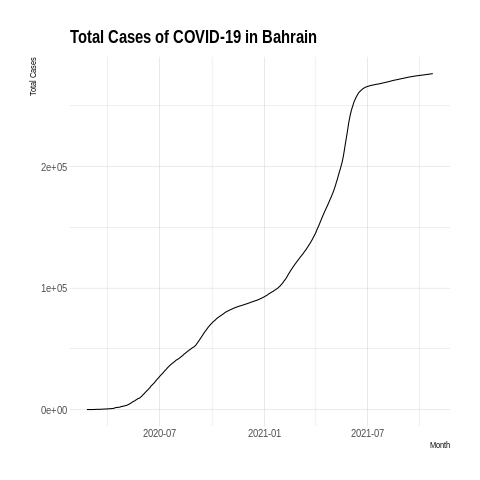 Total Cases of COVID-19 in Bahrain
Total Cases
2e+05
1e+05
0e+00
2020-07 2021-01 2021-07
Month